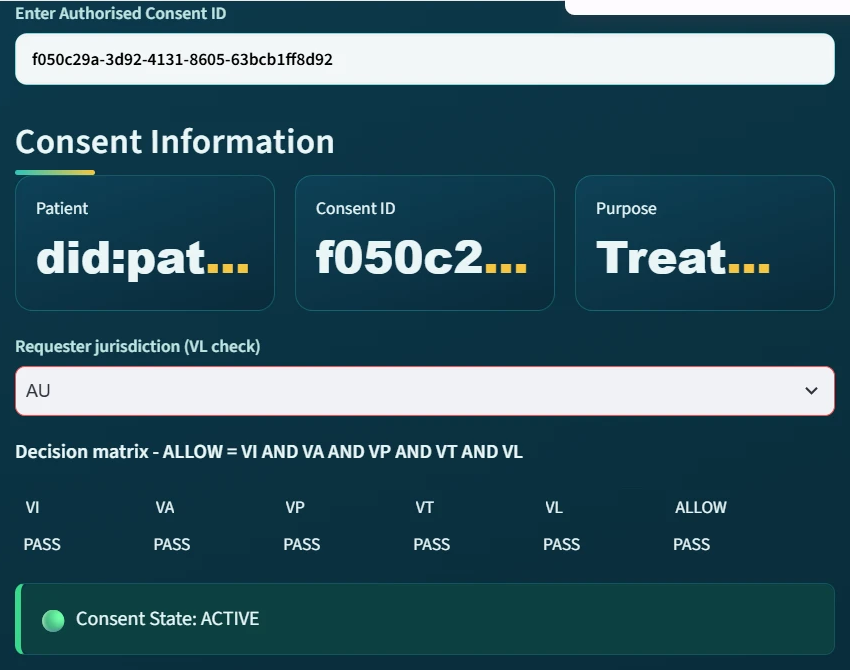 Enter Authorised Consent ID
f050c29a-3d92-4131-8605-63bcb1ff8d92
Consent Information
Patient Consent ID Purpose
did:pat... f050c2... Treat...
Requester jurisdiction (VL check)
AU
Decision matrix - ALLOW = VI AND VA AND VP AND VT AND VL
VI VA VP VT VL ALLOW
PASS PASS PASS PASS PASS PASS
Consent State: ACTIVE